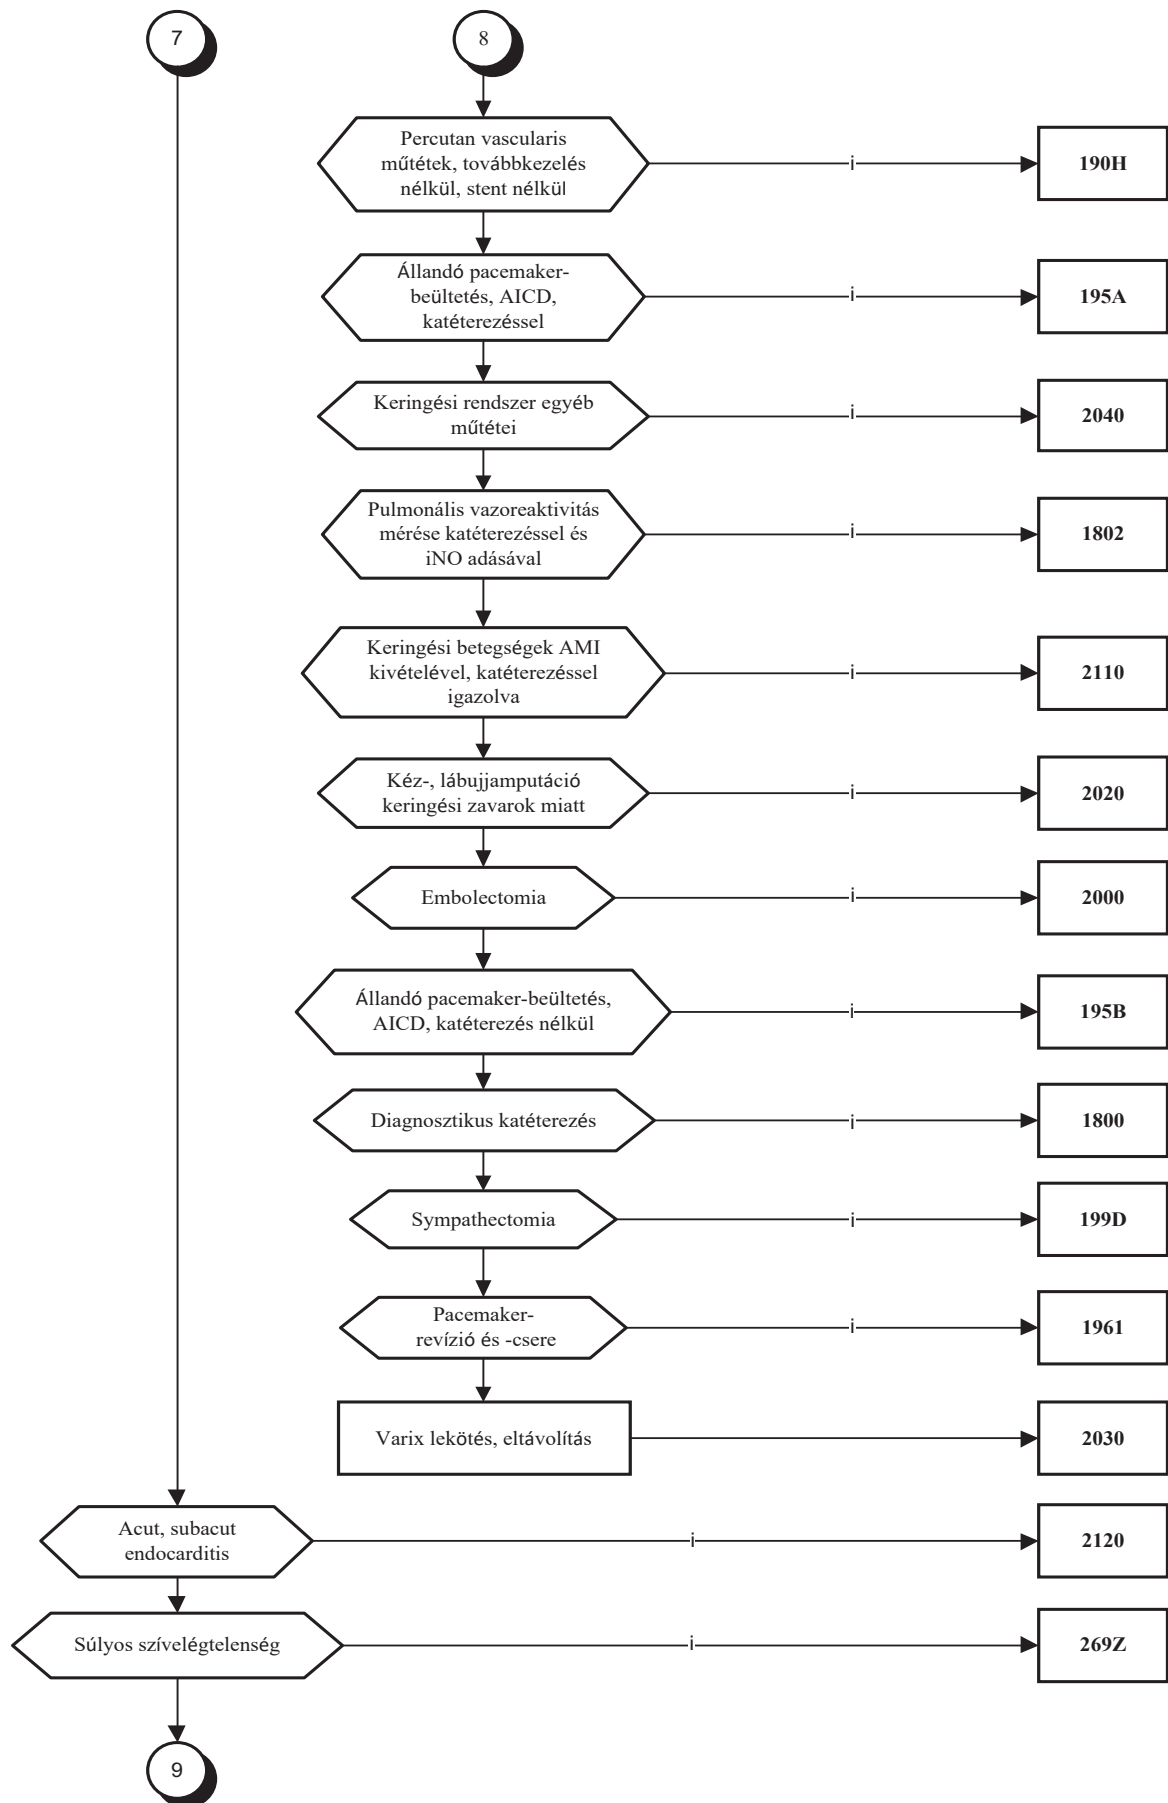 7
8
Percutan vascularis
műtétek, továbbkezelés
nélkül, stent nélkül
i
190H
Állandó pacemaker-
beültetés, AICD,
katéterezéssel
i
195A
Keringési rendszer egyéb
műtétei
i
2040
Pulmonális vazoreaktivitás
mérése katéterezéssel és
iNO adásával
i
1802
Keringési betegségek AMI
kivételével, katéterezéssel
igazolva
i
2110
Kéz-, lábujjamputáció
keringési zavarok miatt
i
2020
Embolectomia
i
2000
Állandó pacemaker-beültetés,
AICD, katéterezés nélkül
i
195B
Diagnosztikus katéterezés
i
1800
Sympathectomia
i
199D
Pacemaker-
revízió és -csere
i
1961
Varix lekötés, eltávolítás
2030
Acut, subacut
endocarditis
i
2120
Súlyos szívelégtelenség
i
269Z
9